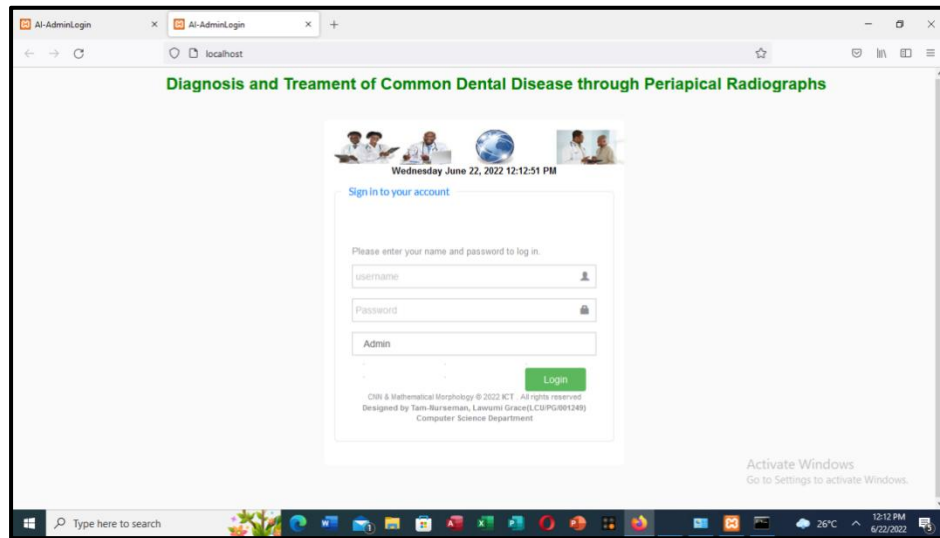 AI-AdminLogin
AI-AdminLogin
localhost
Diagnosis and Treament of Common Dental Disease through Periapical Radiographs
Wednesday June 22, 2022 12:12:51 PM
Sign in to your account
Please enter your name and password to log in.
username
Password
Admin
Login
CNN & Mathematical Morphology © 2022 ICT . All rights reserved
Designed by Tam-Nurseman, Lawumi Grace(LCU/PG/001249)
Computer Science Department
Activate Windows
Go to Settings to activate Windows.
Type here to search
26°C
12:12 PM
6/22/2022